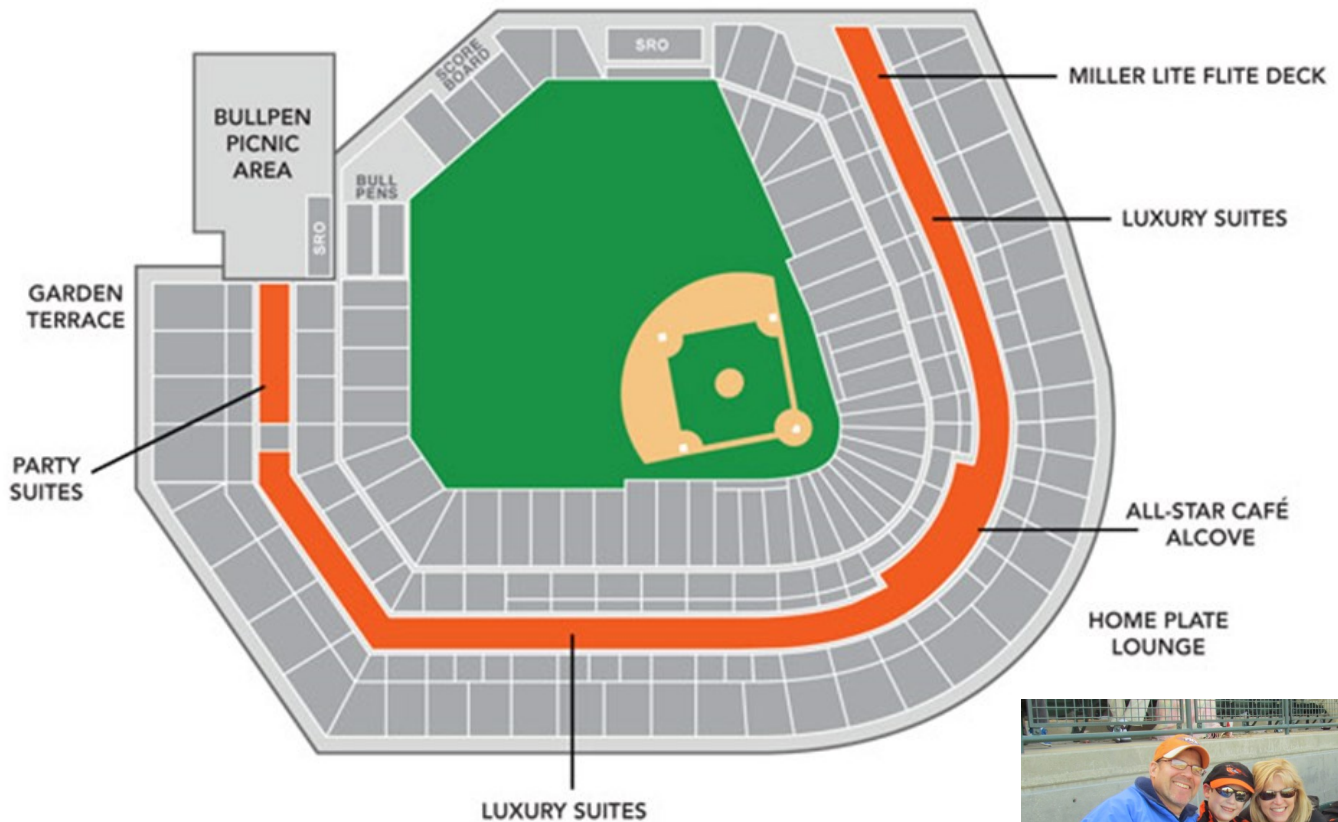 SCORE
BOARD
SRO
MILLER LITE FLITE DECK
BULLPEN
PICNIC
AREA
BULL
PENS
SRO
LUXURY SUITES
GARDEN
TERRACE
PARTY
SUITES
ALL-STAR CAFÉ
ALCOVE
HOME PLATE
LOUNGE
LUXURY SUITES